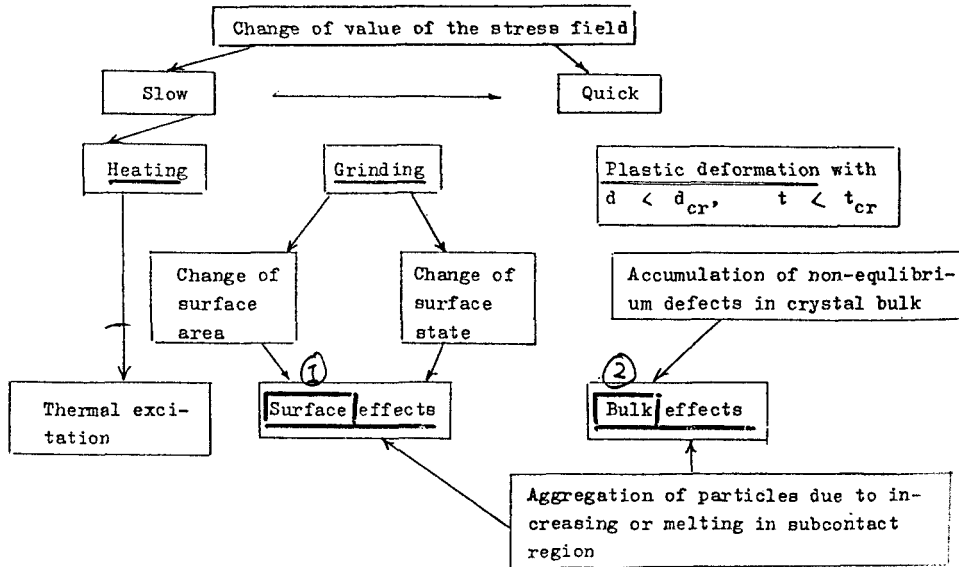 Change of value of the stress field
Slow
Quick
Heating
Grinding
Plastic deformation with
d < d_cr, t < t_cr
Change of
surface
area
Change of
surface
state
Accumulation of non-equlibri-
um defects in crystal bulk
1
2
Thermal exci-
tation
Surface effects
Bulk effects
Aggregation of particles due to in-
creasing or melting in subcontact
region